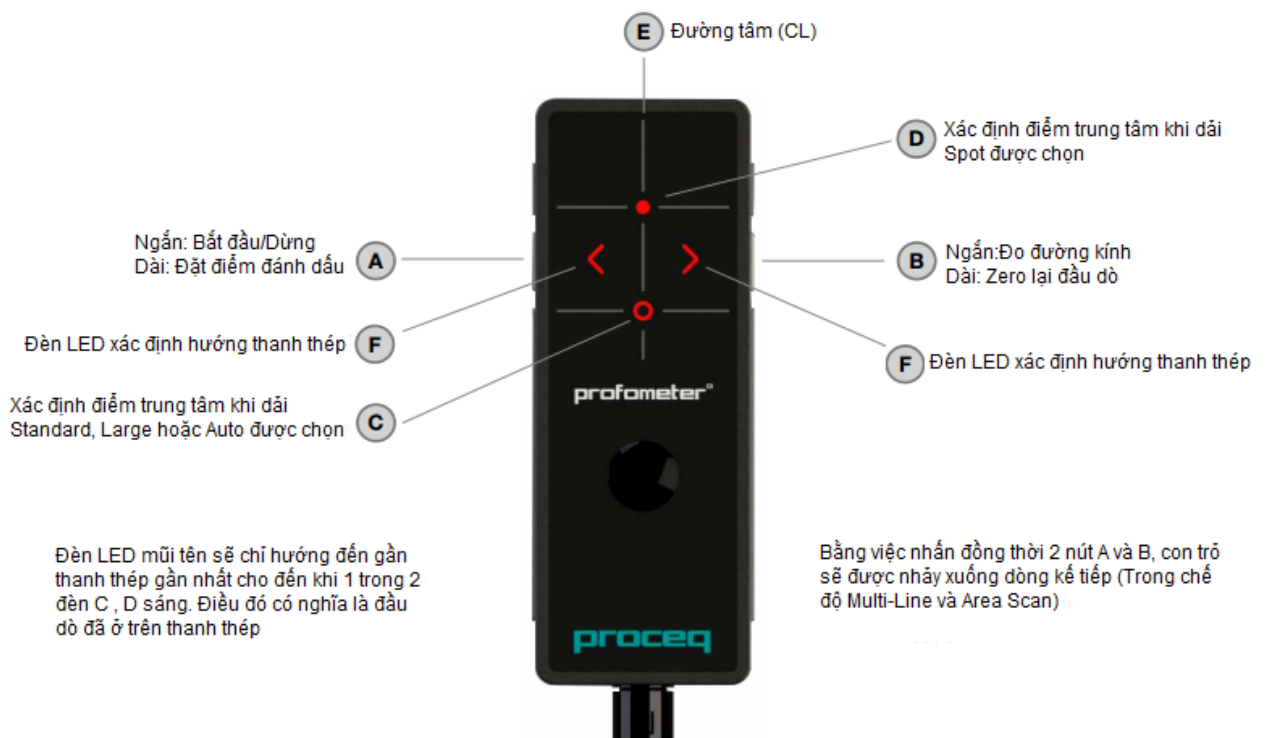 E Đường tâm (CL)
D Xác định điểm trung tâm khi dải
Spot được chọn
Ngắn: Bắt đầu/Dừng
Dài: Đặt điểm đánh dấu
A
B Ngắn:Đo đường kính
Dài: Zero lại đầu dò
Đèn LED xác định hướng thanh thép F
F Đèn LED xác định hướng thanh thép
profometer®
Xác định điểm trung tâm khi dải
Standard, Large hoặc Auto được chọn C
Đèn LED mũi tên sẽ chỉ hướng đến gần
thanh thép gần nhất cho đến khi 1 trong 2
đèn C , D sáng. Điều đó có nghĩa là đầu
dò đã ở trên thanh thép
Bằng việc nhấn đồng thời 2 nút A và B, con trỏ
sẽ được nhảy xuống dòng kế tiếp (Trong chế
độ Multi-Line và Area Scan)
proceq